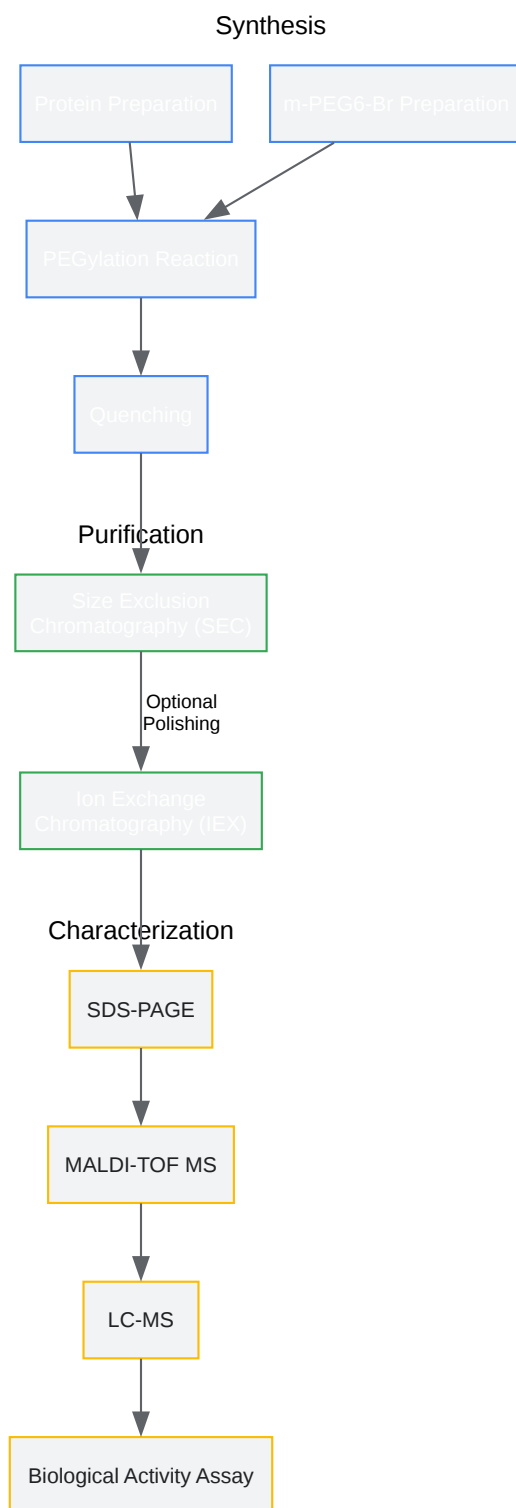 Synthesis
Protein Preparation
m-PEG6-Br Preparation
PEGylation Reaction
Quenching
Purification
Size Exclusion
Chromatography (SEC)
Optional
Polishing
Ion Exchange
Chromatography (IEX)
Characterization
SDS-PAGE
MALDI-TOF MS
LC-MS
Biological Activity Assay